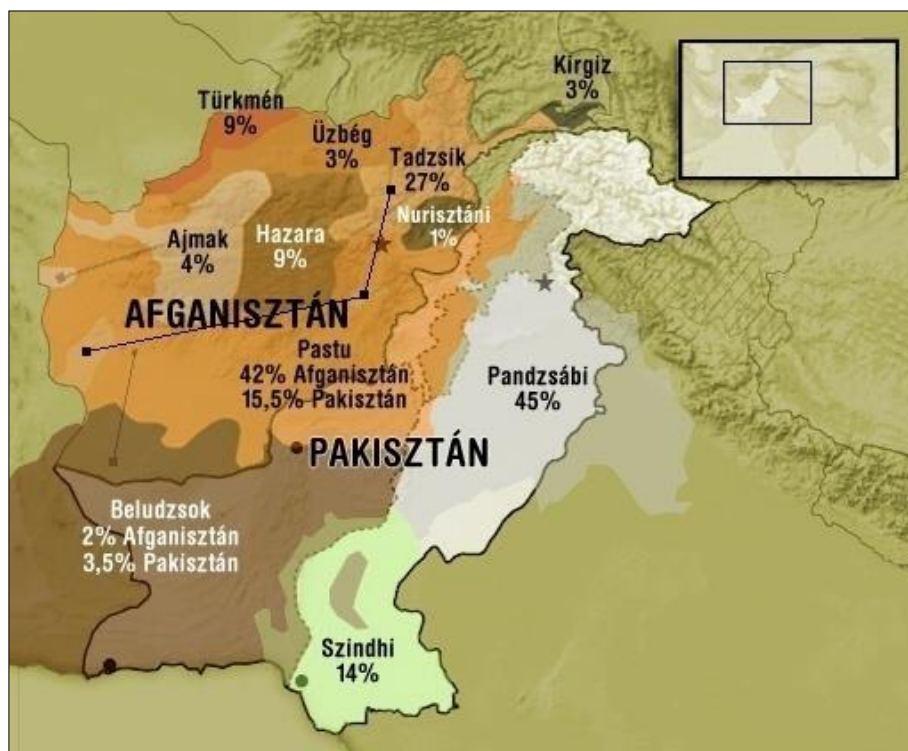 Kirgiz
3%
Türkmén
9%
Üzbég
3%
Tadzsik
27%
Nurisztáni
1%
Ajmak
4%
Hazara
9%
AFGANISZTÁN
Pastu
42% Afganisztán
15,5% Pakisztán
Pandzsábi
45%
PAKISZTÁN
Beludzsok
2% Afganisztán
3,5% Pakisztán
Szindhi
14%